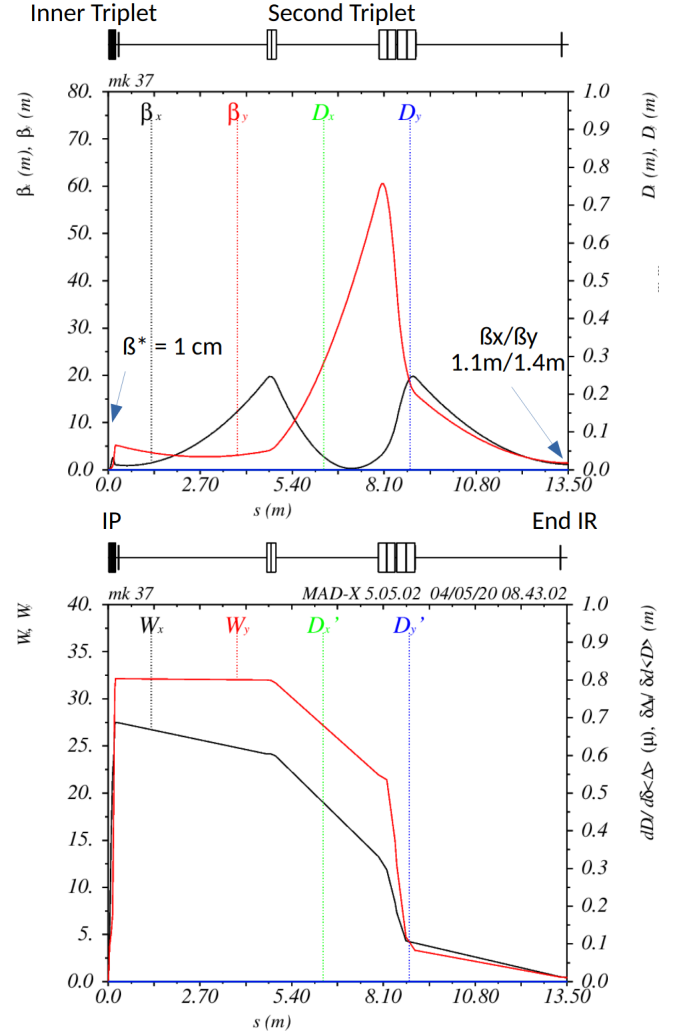 Inner Triplet Second Triplet
mk 37
80. 1.0
βx βy Dx Dy
70. 0.9
0.8
60. 0.7
50. 0.6
40. 0.5
30. 0.4
ßx/ßy
ß* = 1 cm 1.1m/1.4m
0.3
20. 0.2
10. 0.1
0.0 0.0
0.0 2.70 5.40 8.10 10.80 13.50
s (m)
βx (m), βy (m)
Dx (m), Dy (m)
IP End IR
mk 37 MAD-X 5.05.02 04/05/20 08.43.02
40. 1.0
Wx Wy Dx’ Dy’
35. 0.9
30. 0.8
0.7
25. 0.6
20. 0.5
15. 0.4
0.3
10. 0.2
5. 0.1
0.0 0.0
0.0 2.70 5.40 8.10 10.80 13.50
s (m)
Wx, Wy